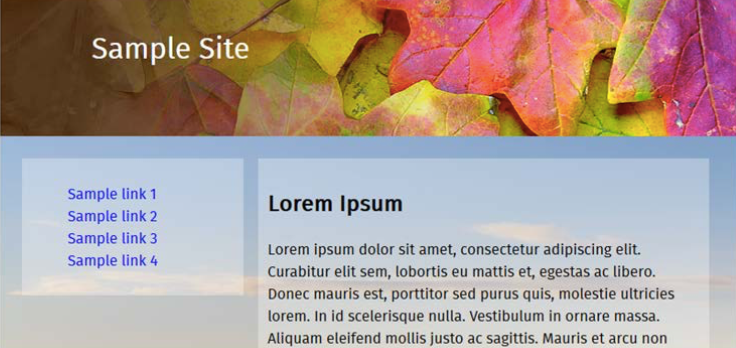 Sample Site
Sample link 1
Sample link 2
Sample link 3
Sample link 4
Lorem Ipsum
Lorem ipsum dolor sit amet, consectetur adipiscing elit.
Curabitur elit sem, lobortis eu mattis et, egestas ac libero.
Donec mauris est, porttitor sed purus quis, molestie ultricies
lorem. In id scelerisque nulla. Vestibulum in ornare massa.
Aliquam eleifend mollis justo ac sagittis. Mauris et arcu non